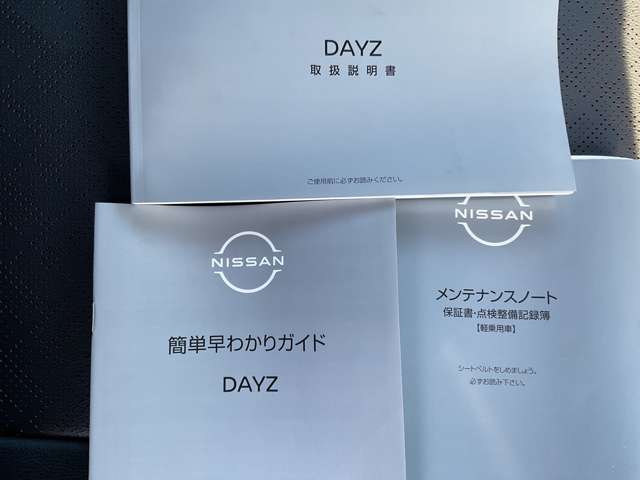 DAYZ
取扱説明書
ご使用前に必ずお読みください。
NISSAN
簡単早わかりガイド
DAYZ
NISSAN
メンテナンスノート
保証書・点検整備記録簿
【軽乗用車】
シートベルトをしめましょう。
必ずお読み下さい。